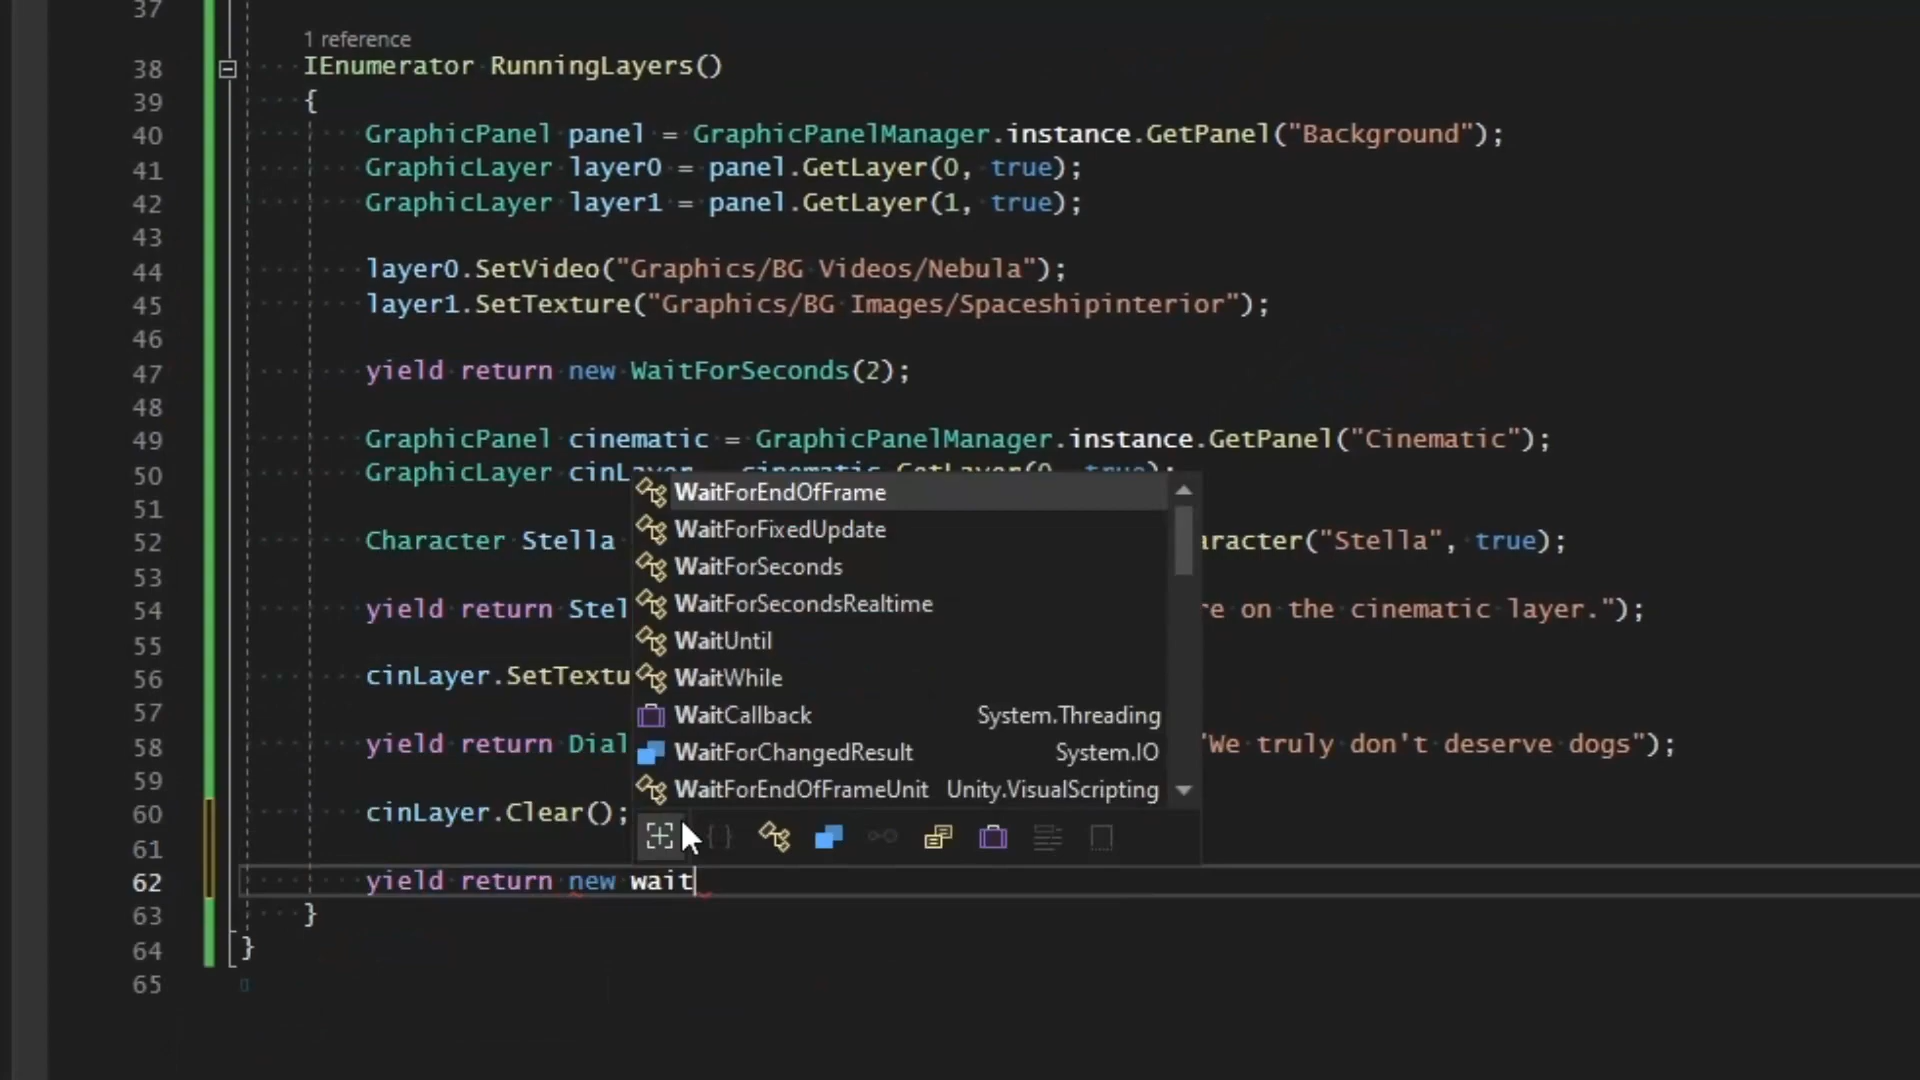 37
1 reference
38 IEnumerator RunningLayers()
39 {
40 GraphicPanel panel = GraphicPanelManager.instance.GetPanel("Background");
41 GraphicLayer layer0 = panel.GetLayer(0, true);
42 GraphicLayer layer1 = panel.GetLayer(1, true);
43
44 layer0.SetVideo("Graphics/BG Videos/Nebula");
45 layer1.SetTexture("Graphics/BG Images/Spaceshipinterior");
46
47 yield return new WaitForSeconds(2);
48
49 GraphicPanel cinematic = GraphicPanelManager.instance.GetPanel("Cinematic");
50 GraphicLayer cinLayer = cinematic.GetLayer(0, true);
51
52 Character Stella aracter("Stella", true);
53
54 yield return Stel re on the cinematic layer.");
55
56 cinLayer.SetTextu
57
58 yield return Dial "We truly don't deserve dogs");
59
60 cinLayer.Clear();
61
62 yield return new wait
63 }
64 }
65
WaitForEndOfFrame
WaitForFixedUpdate
WaitForSeconds
WaitForSecondsRealtime
WaitUntil
WaitWhile
WaitCallback System.Threading
WaitForChangedResult System.IO
WaitForEndOfFrameUnit Unity.VisualScripting